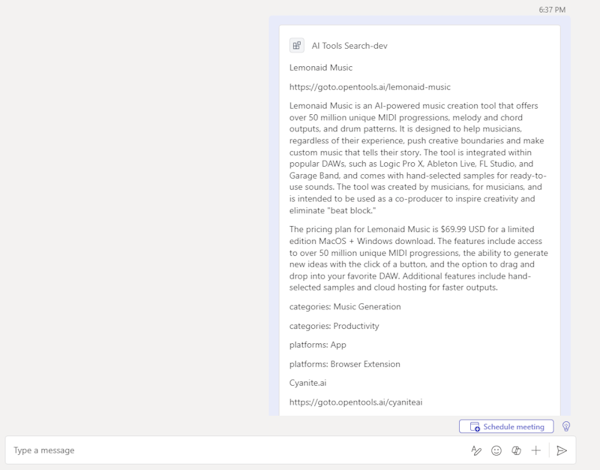 6:37 PM
AI Tools Search-dev
Lemonaid Music
https://goto.opentools.ai/lemonaid-music
Lemonaid Music is an AI-powered music creation tool that offers
over 50 million unique MIDI progressions, melody and chord
outputs, and drum patterns. It is designed to help musicians,
regardless of their experience, push creative boundaries and make
custom music that tells their story. The tool is integrated within
popular DAWs, such as Logic Pro X, Ableton Live, FL Studio, and
Garage Band, and comes with hand-selected samples for ready-to-
use sounds. The tool was created by musicians, for musicians, and
is intended to be used as a co-producer to inspire creativity and
eliminate "beat block."
The pricing plan for Lemonaid Music is $69.99 USD for a limited
edition MacOS + Windows download. The features include access
to over 50 million unique MIDI progressions, the ability to generate
new ideas with the click of a button, and the option to drag and
drop into your favorite DAW. Additional features include hand-
selected samples and cloud hosting for faster outputs.
categories: Music Generation
categories: Productivity
platforms: App
platforms: Browser Extension
Cyanite.ai
https://goto.opentools.ai/cyaniteai
Schedule meeting
Type a message